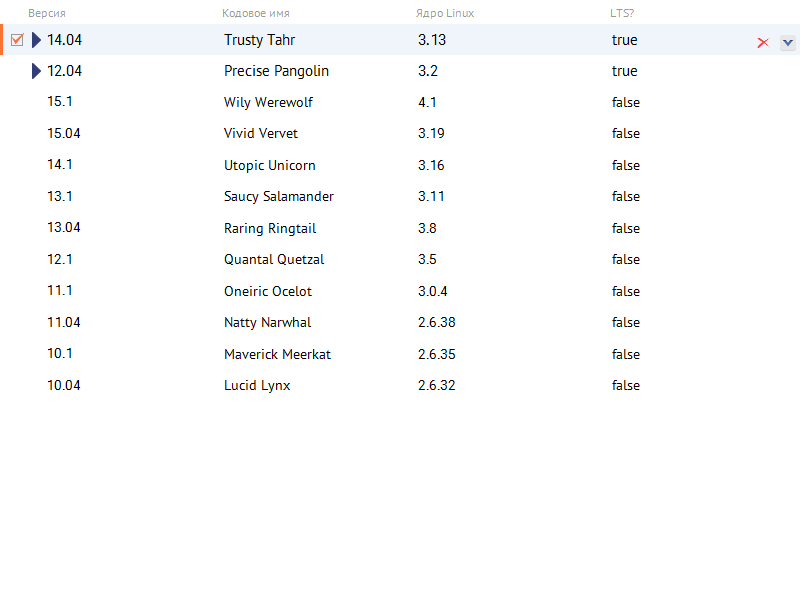 Версия Кодовое имя Ядро Linux LTS?
14.04 Trusty Tahr 3.13 true
12.04 Precise Pangolin 3.2 true
15.1 Wily Werewolf 4.1 false
15.04 Vivid Vervet 3.19 false
14.1 Utopic Unicorn 3.16 false
13.1 Saucy Salamander 3.11 false
13.04 Raring Ringtail 3.8 false
12.1 Quantal Quetzal 3.5 false
11.1 Oneiric Ocelot 3.0.4 false
11.04 Natty Narwhal 2.6.38 false
10.1 Maverick Meerkat 2.6.35 false
10.04 Lucid Lynx 2.6.32 false